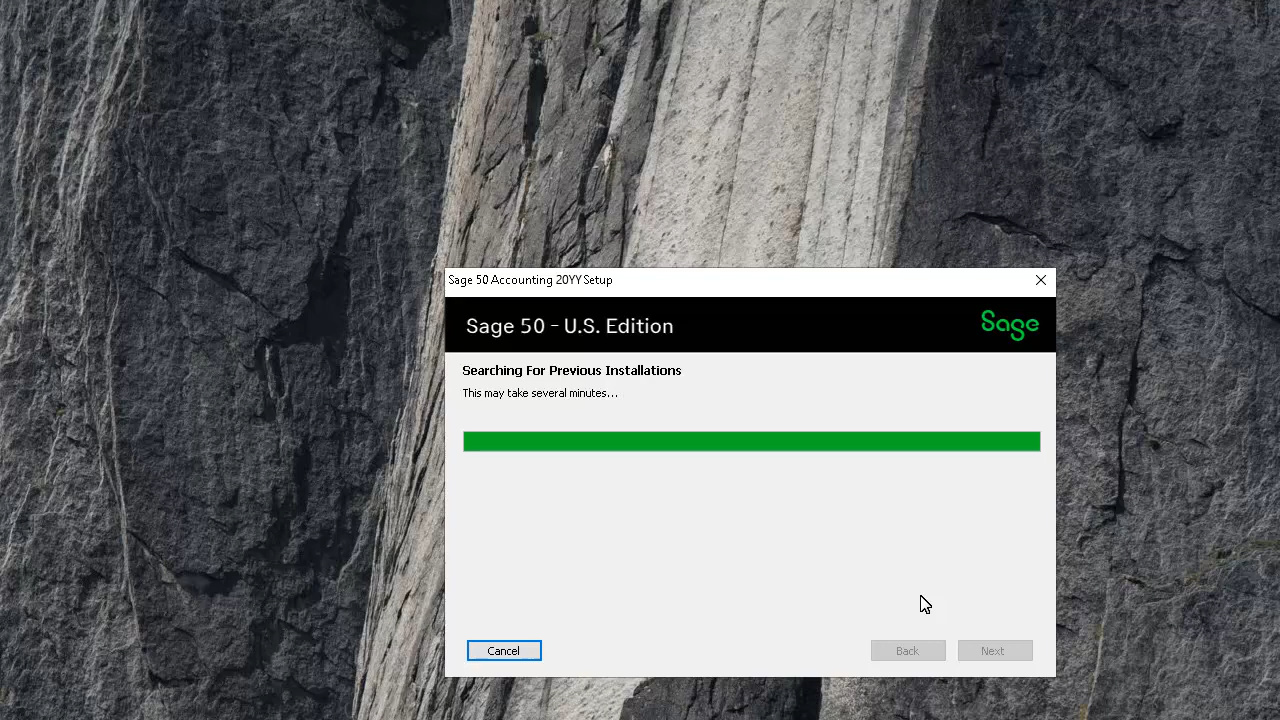 Sage 50 Accounting 20YY Setup
Sage 50 - U.S. Edition
Sage
Searching For Previous Installations
This may take several minutes...
Cancel
Back
Next